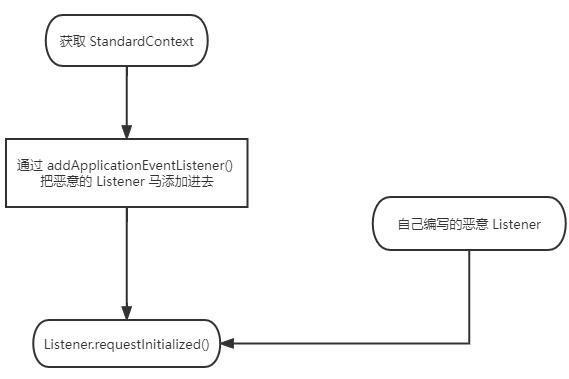 获取 StandardContext
通过 addApplicationEventListener()
把恶意的 Listener 马添加进去
自己编写的恶意 Listener
Listener.requestInitialized()